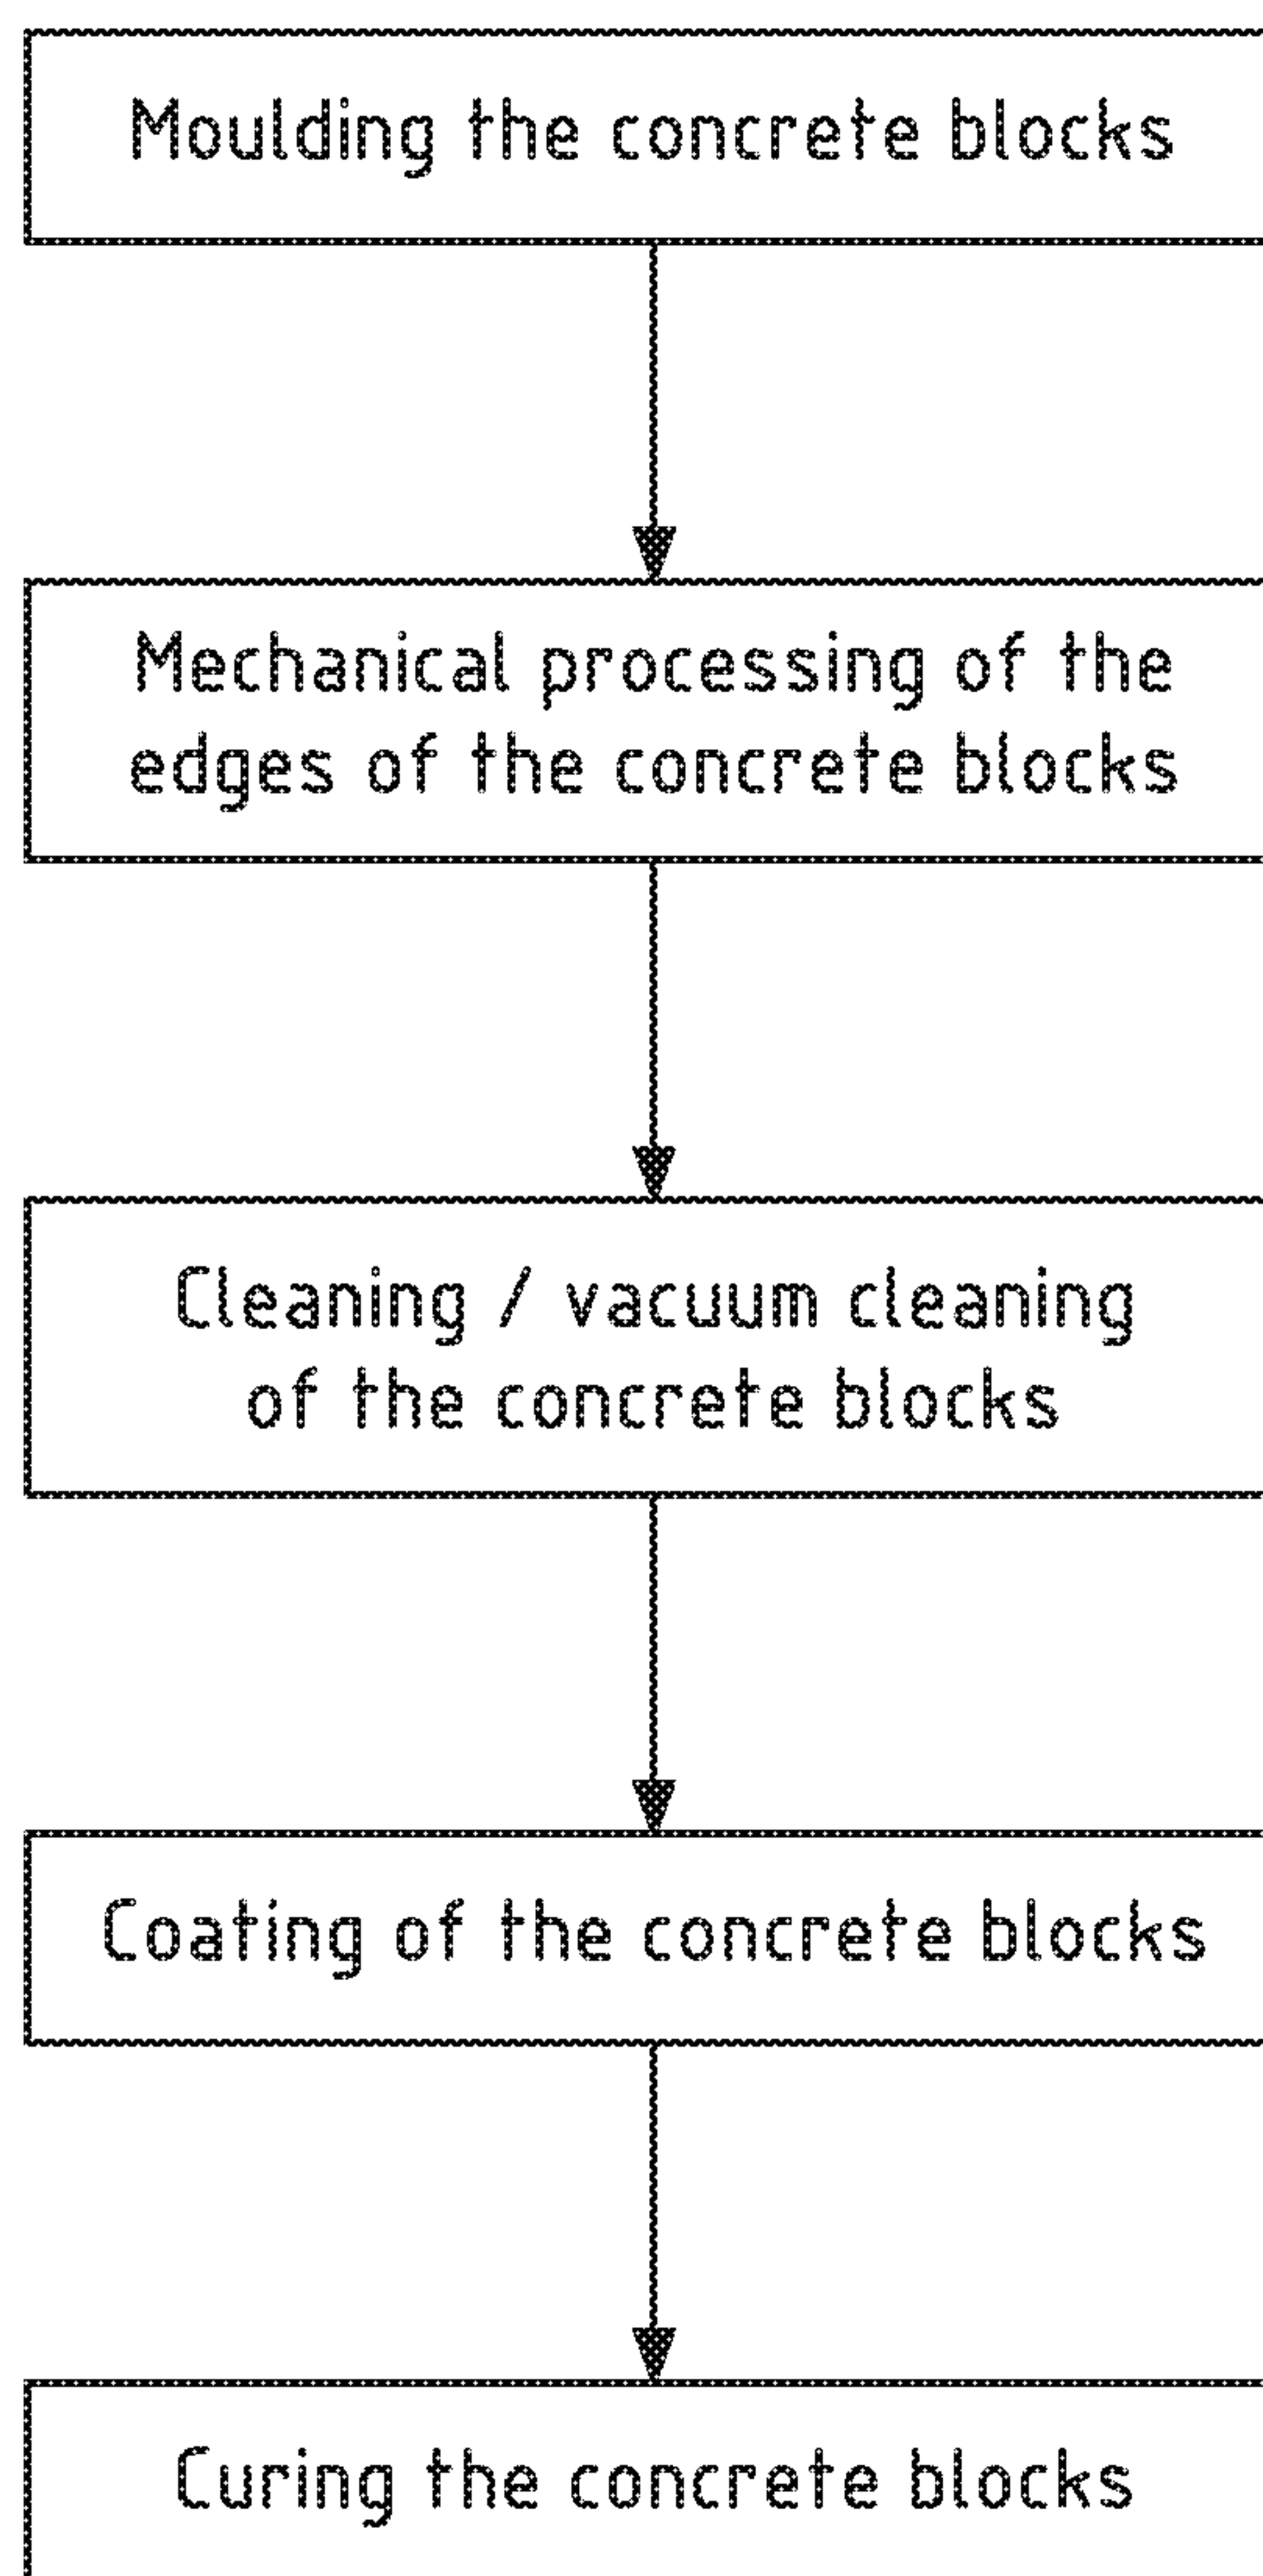 Moulding the concrete blocks
Mechanical processing of the
edges of the concrete blocks
Cleaning / vacuum cleaning
of the concrete blocks
Coating of the concrete blocks
Curing the concrete blocks